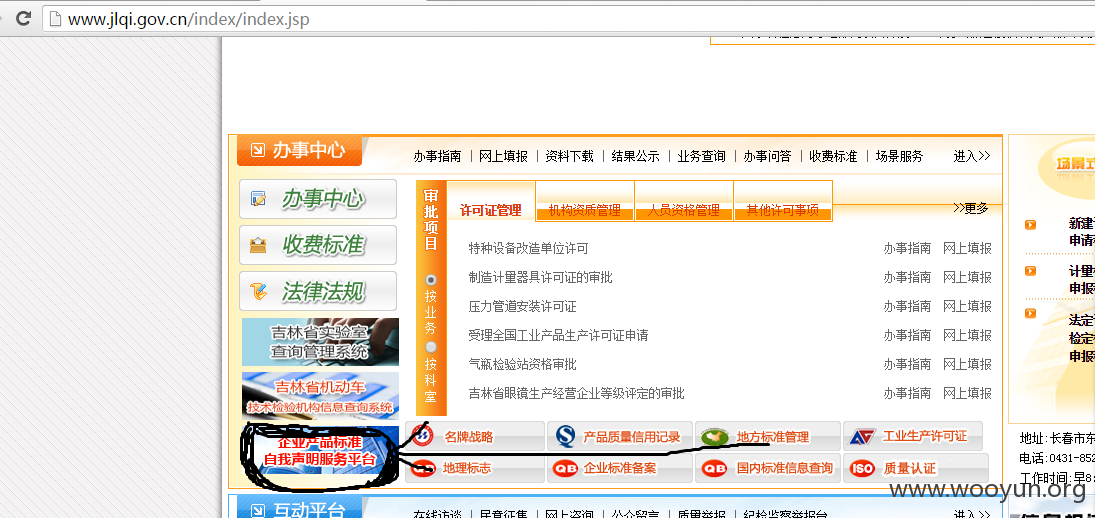 www.jlqi.gov.cn/index/index.jsp
办事中心
办事指南 | 网上填报 | 资料下载 | 结果公示 | 业务查询 | 办事问答 | 收费标准 | 场景服务 进入>>
场景式
办事中心
收费标准
法律法规
吉林省实验室
查询管理系统
吉林省机动车
技术检验机构信息查询系统
企业产品标准
自我声明服务平台
审批项目
按业务
按科室
许可证管理 机构资质管理 人员资格管理 其他许可事项 >>更多
特种设备改造单位许可 办事指南 网上填报
制造计量器具许可证的审批 办事指南 网上填报
压力管道安装许可证 办事指南 网上填报
受理全国工业产品生产许可证申请 办事指南 网上填报
气瓶检验站资格审批 办事指南 网上填报
吉林省眼镜生产经营企业等级评定的审批 办事指南 网上填报
名牌战略 产品质量信用记录 地方标准管理 工业生产许可证
地理标志 QB 企业标准备案 QB 国内标准信息查询 ISO 质量认证
新建
申请
计量
申报
法定
检定
申报
地址:长春市东
电话:0431-852
工作时间:早8:
www.wooyun.org
互动平台
在线访谈 | 民意征集 | 网上咨询 | 公众留言 | 质量举报 | 纪检监察举报台 进入>>